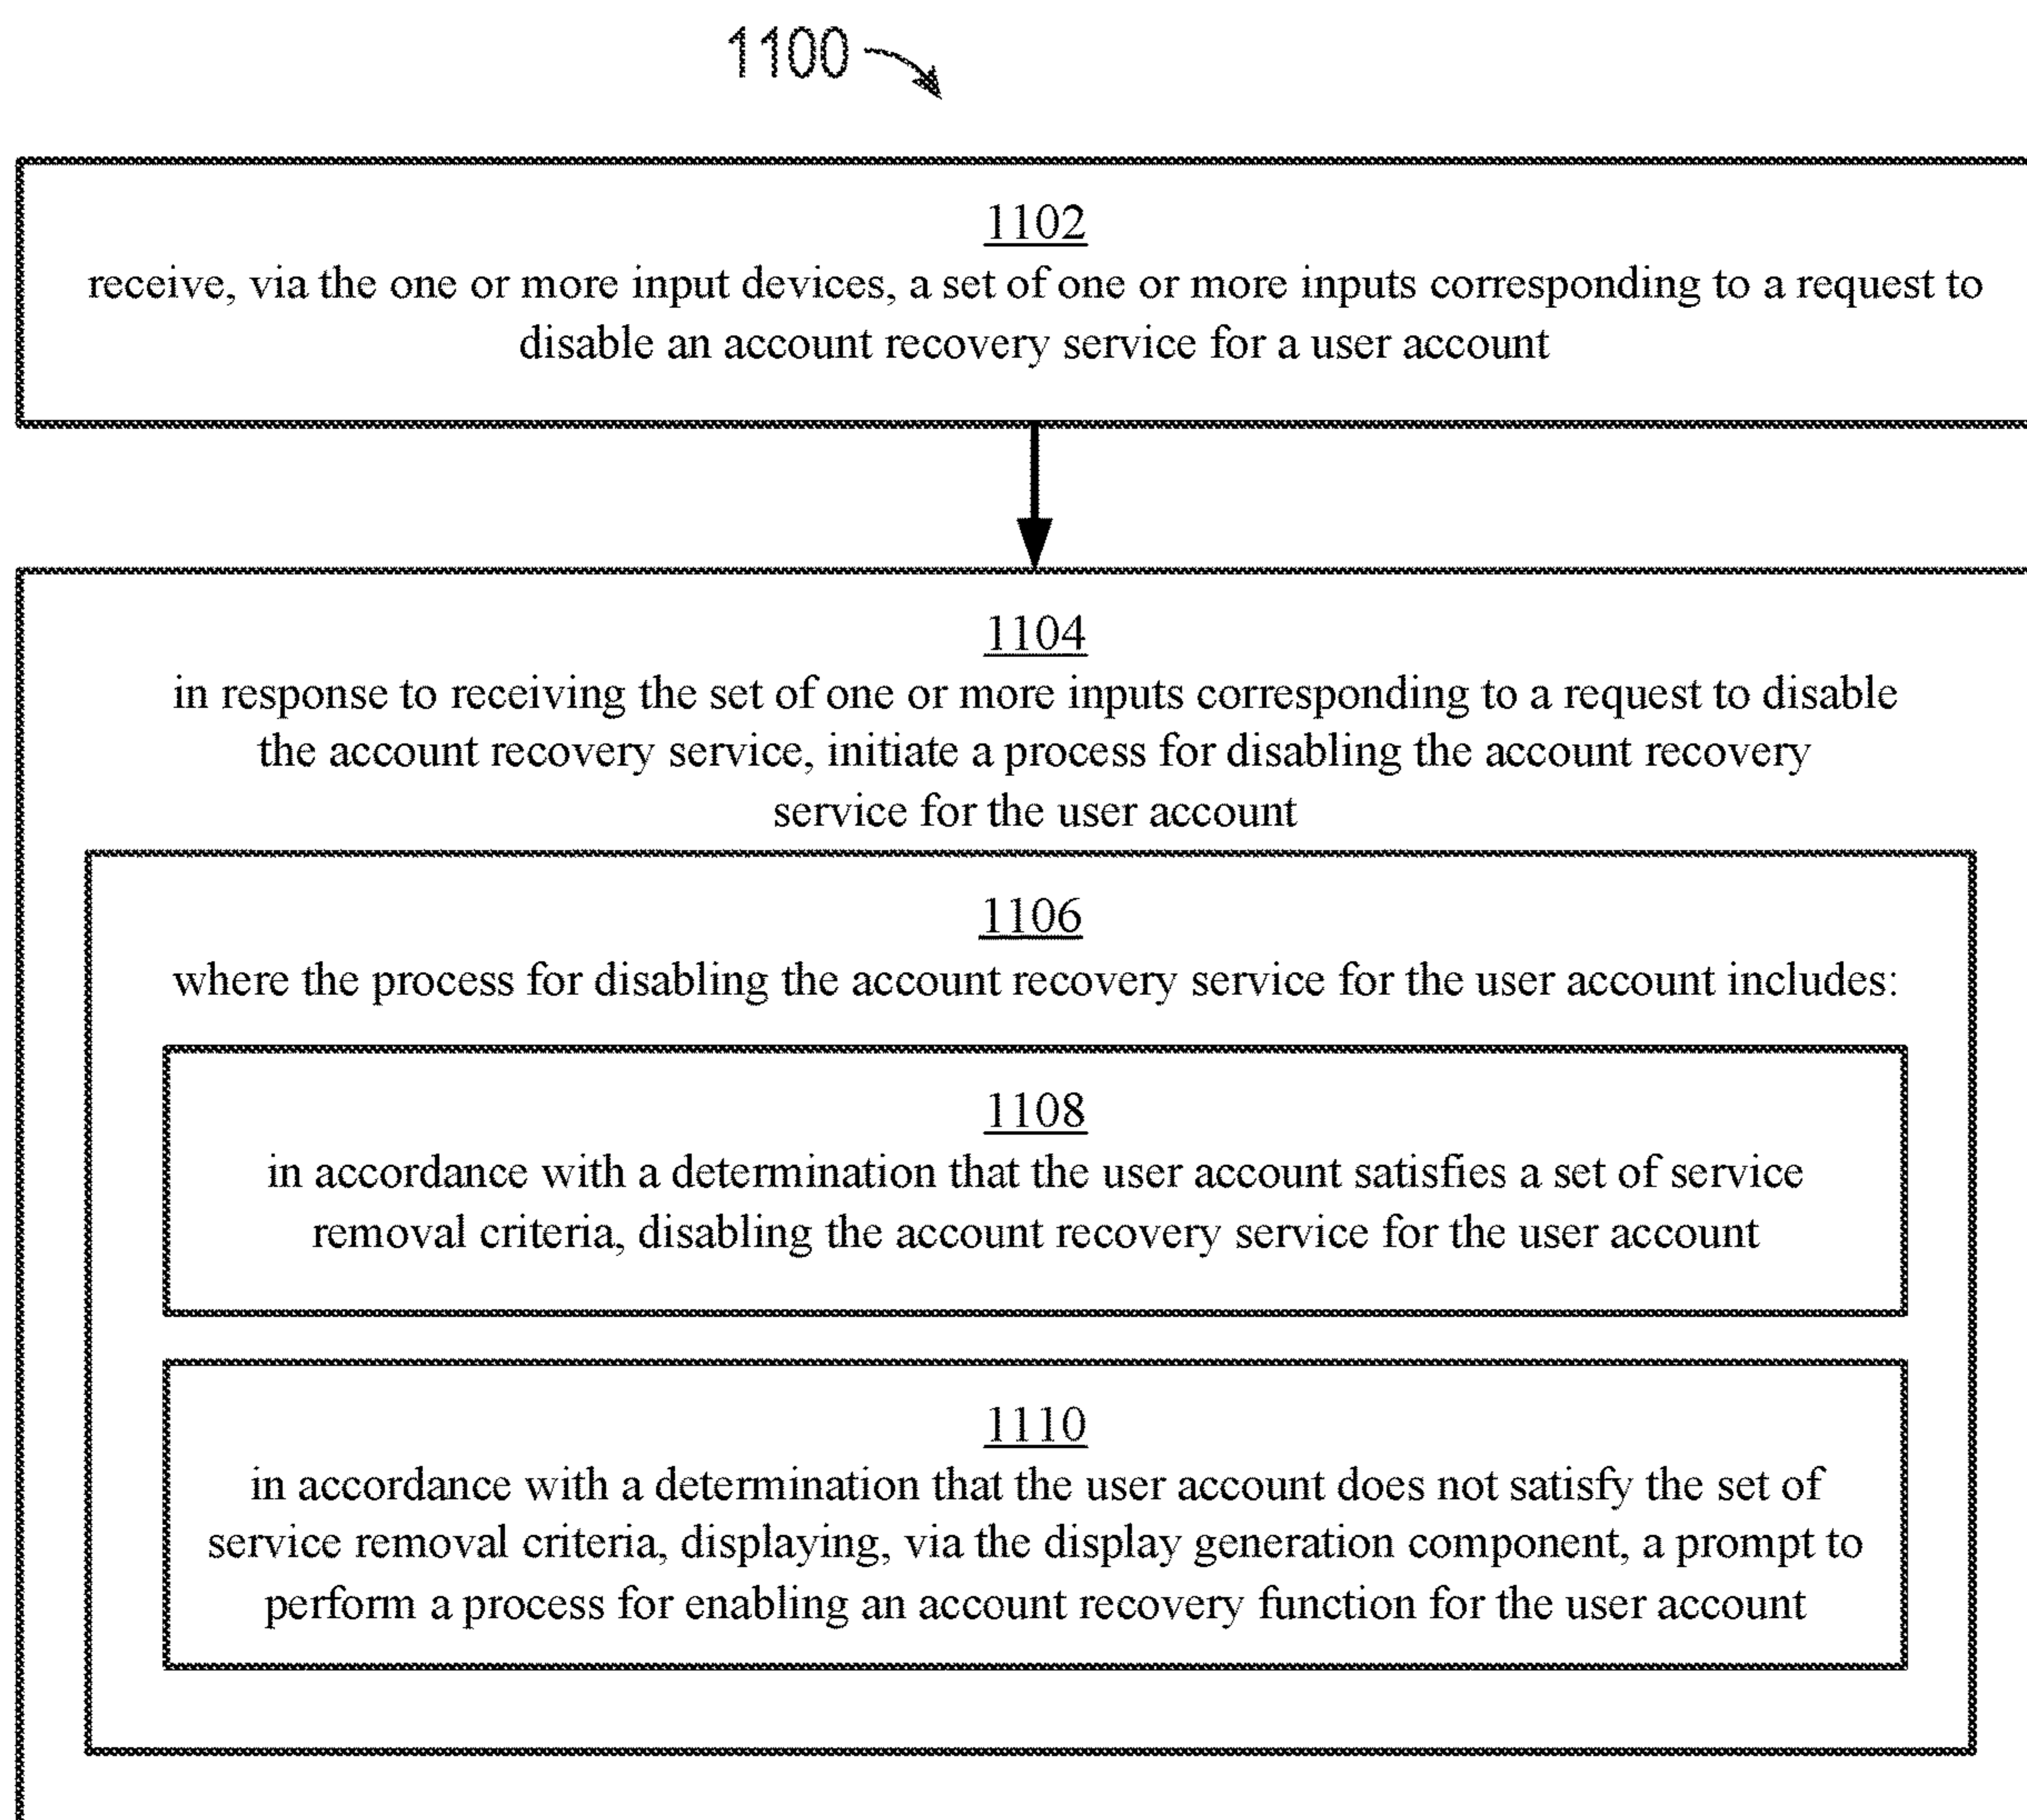 1100
1102
receive, via the one or more input devices, a set of one or more inputs corresponding to a request to
disable an account recovery service for a user account
1104
in response to receiving the set of one or more inputs corresponding to a request to disable
the account recovery service, initiate a process for disabling the account recovery
service for the user account
1106
where the process for disabling the account recovery service for the user account includes:
1108
in accordance with a determination that the user account satisfies a set of service
removal criteria, disabling the account recovery service for the user account
1110
in accordance with a determination that the user account does not satisfy the set of
service removal criteria, displaying, via the display generation component, a prompt to
perform a process for enabling an account recovery function for the user account